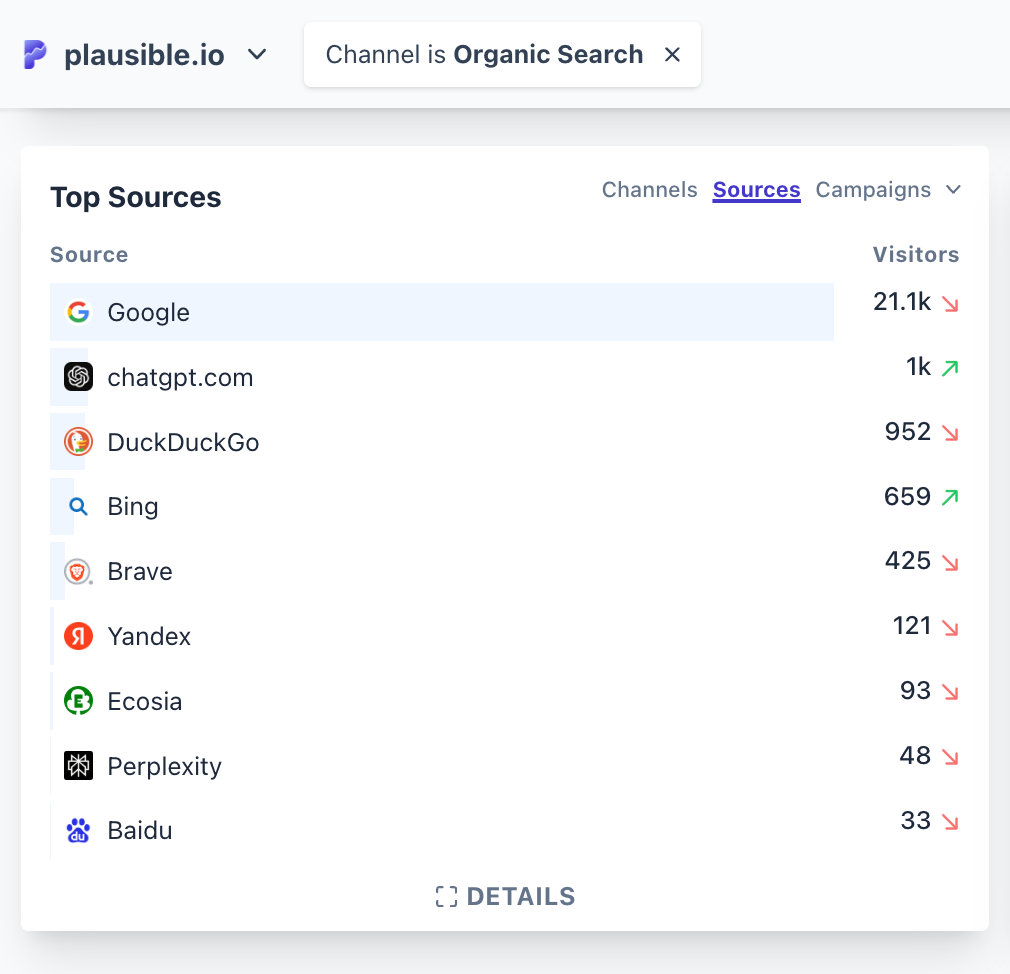 plausible.io
Channel is Organic Search
Top Sources
Channels Sources Campaigns
Source Visitors
Google 21.1k
chatgpt.com 1k
DuckDuckGo 952
Bing 659
Brave 425
Yandex 121
Ecosia 93
Perplexity 48
Baidu 33
DETAILS